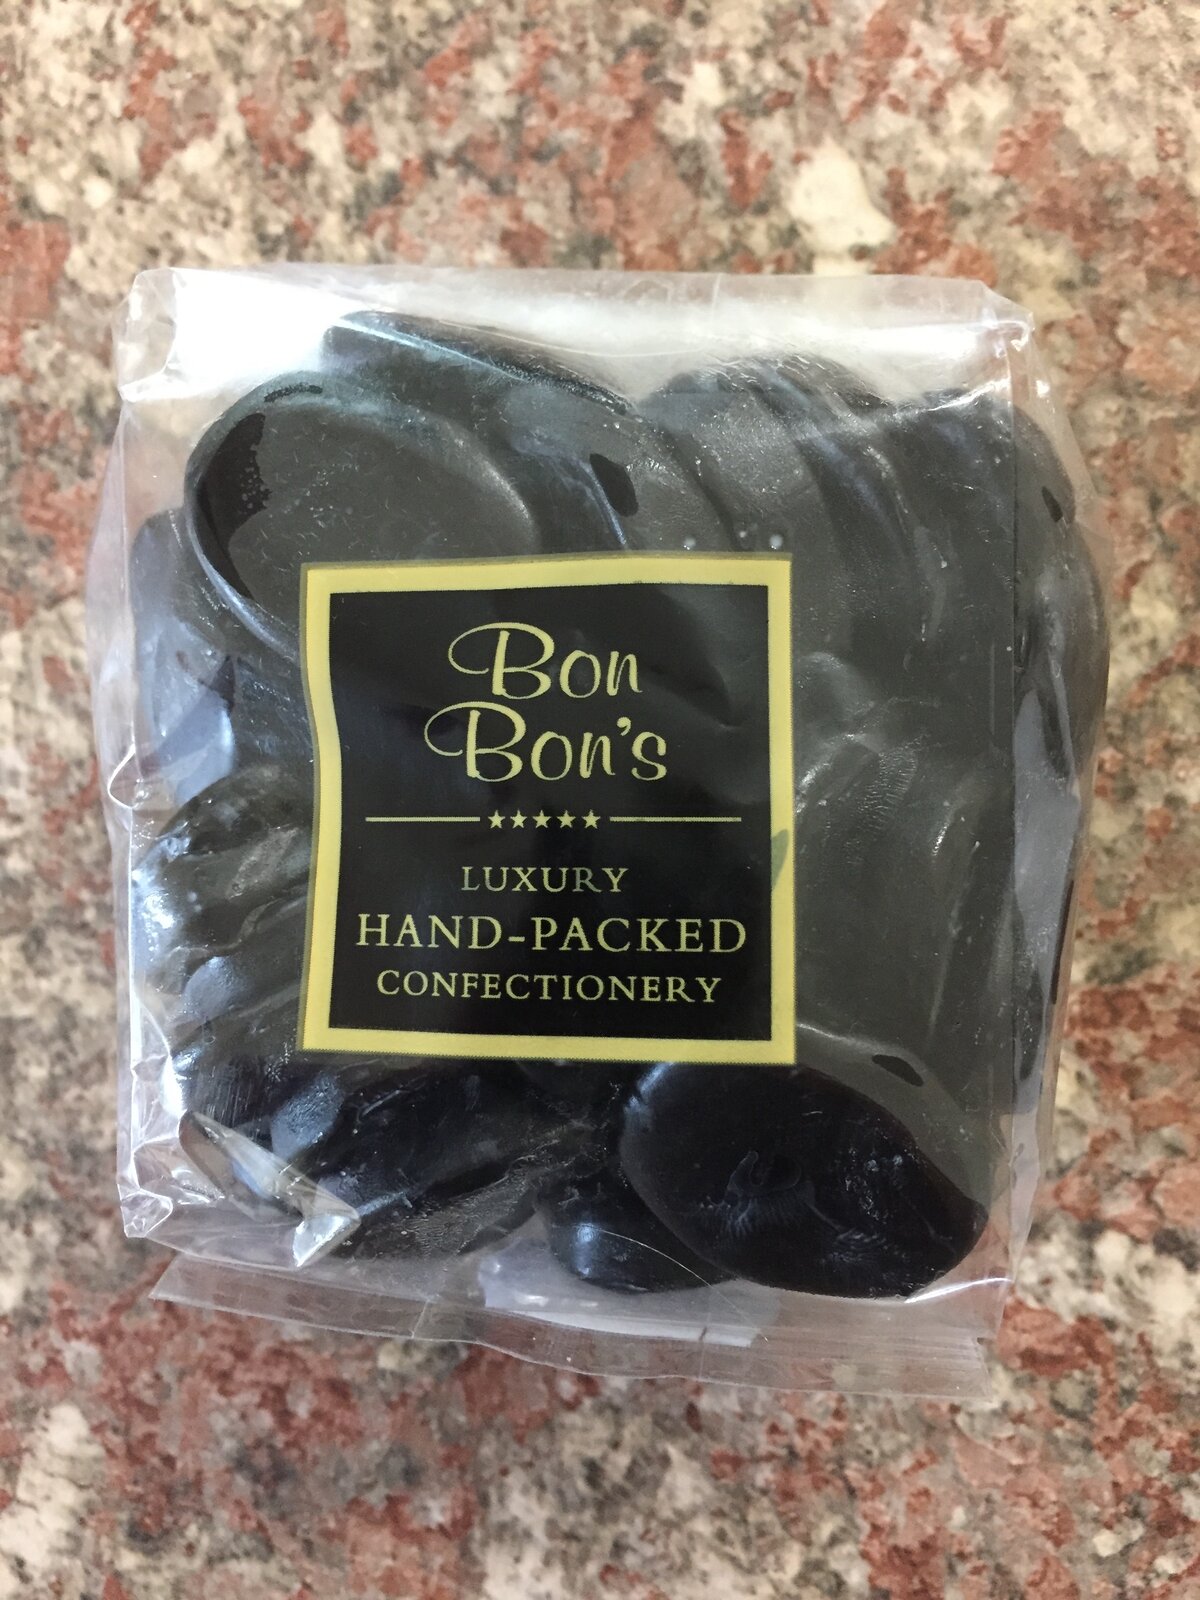 Bon
Bon's
★★★★★
LUXURY
HAND-PACKED
CONFECTIONERY